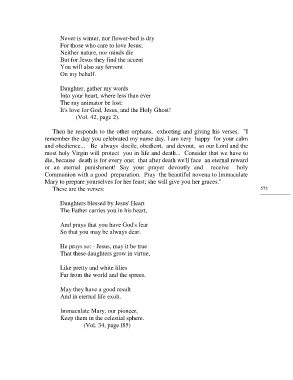 Never is winter, nor flower-bed is dry
For those who care to love Jesus;
Neither nature, nor minds die
But for Jesus they find the accent
You will also say fervent
On my behalf.
Daughter, gather my words
Into your heart, where less than ever
The ray animator be lost:
It's love for God, Jesus, and the Holy Ghost!
(Vol. 42, page 2).
Then he responds to the other orphans, exhorting and giving his verses. "I
remember the day you celebrated my name day. I am very happy for your calm
and obedience... Be always docile, obedient, and devout, so our Lord and the
most holy Virgin will protect you in life and death... Consider that we have to
die, because death is for every one; that after death we'll face an eternal reward
or an eternal punishment! Say your prayer devoutly and receive holy
Communion with a good preparation. Pray the beautiful novena to Immaculate
Mary to prepare yourselves for her feast; she will give you her graces."
These are the verses:
Daughters blessed by Jesus' Heart
The Father carries you in his heart,
And prays that you have God's fear
So that you may be always dear.
He prays so: - Jesus, may it be true
That these daughters grow in virtue,
Like pretty and white lilies
Far from the world and the sprees.
May they have a good result
And in eternal life exult.
Immaculate Mary, our pioneer,
Keep them in the celestial sphere.
(Vol. 34, page I85)